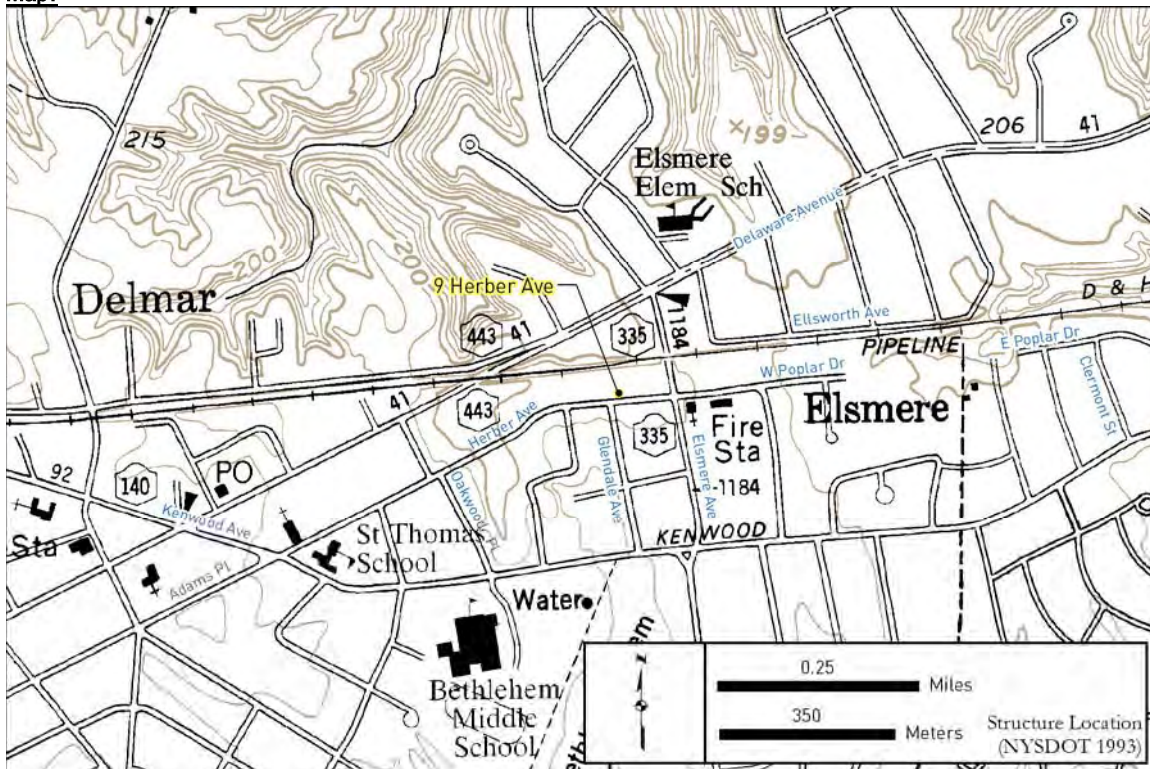 map:
215
206
41
199
Elsmere
Elem Sch
Delaware Avenue
200
200
Delmar
9 Herber Ave
443
41
335
1184
Ellsworth Ave
D & H
PIPELINE
E Poplar Dr
W Poplar Dr
Clermont St
41
443
Herber Ave
Elsmere
335
Fire
Sta
Glendale Ave
Elsmere Ave
1184
92
140
PO
Kenwood Ave
Oakwood Pl
KENWOOD
Sta
St Thomas
School
Adams Pl
Water
Bethlehem
Middle
School
0.25
Miles
350
Meters
Structure Location
(NYSDOT 1993)